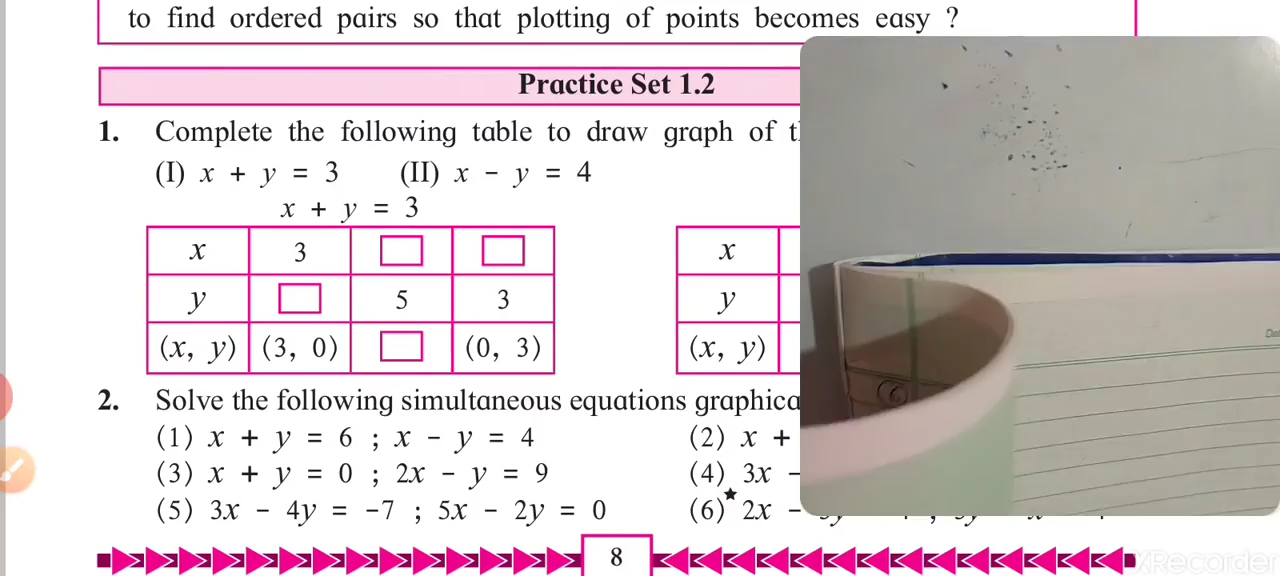 to find ordered pairs so that plotting of points becomes easy ?
Practice Set 1.2
1. Complete the following table to draw graph of
(I) x + y = 3 (II) x - y = 4
x + y = 3
x 3 □ □
y □ 5 3
(x, y) (3, 0) □ (0, 3)
x
y
(x, y)
2. Solve the following simultaneous equations
(1) x + y = 6 ; x - y = 4 (2) x +
(3) x + y = 0 ; 2x - y = 9 (4) 3x -
(5) 3x - 4y = -7 ; 5x - 2y = 0 (6)★ 2x -
8
XRecorder